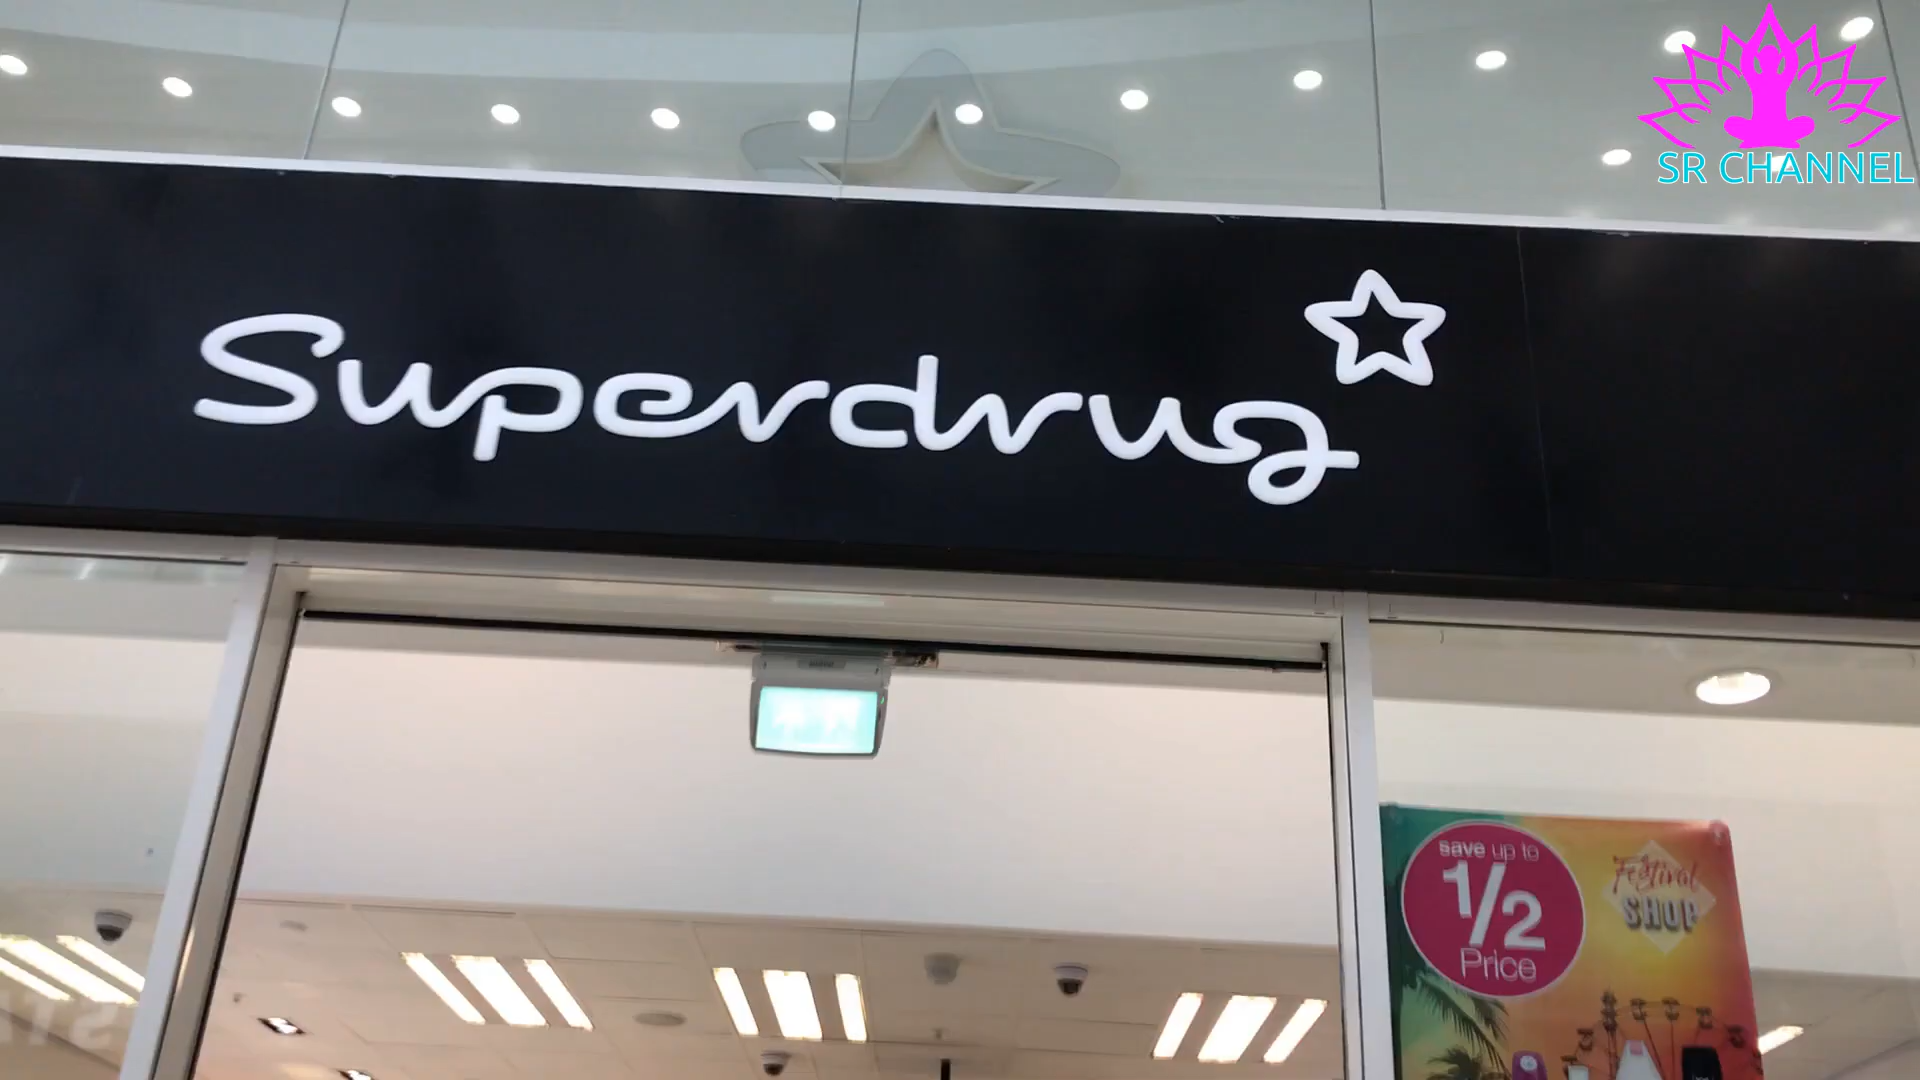 SR CHANNEL
Superdrug
save up to
1/2
Price
Festival
SHOP